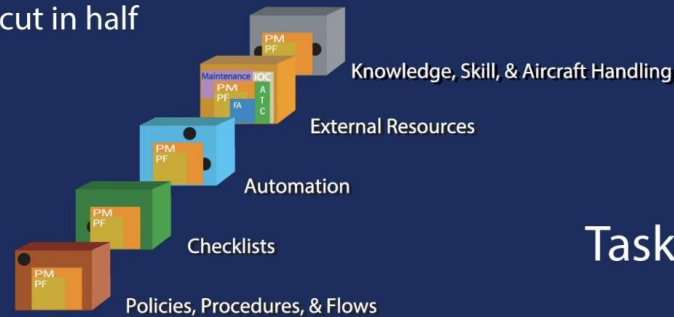 cut in half
PM
PF
Knowledge, Skill, & Aircraft Handling
Maintenance IOC
PM
PF
FA
A
T
C
External Resources
PM
PF
Automation
PM
PF
Checklists
Task
PM
PF
Policies, Procedures, & Flows